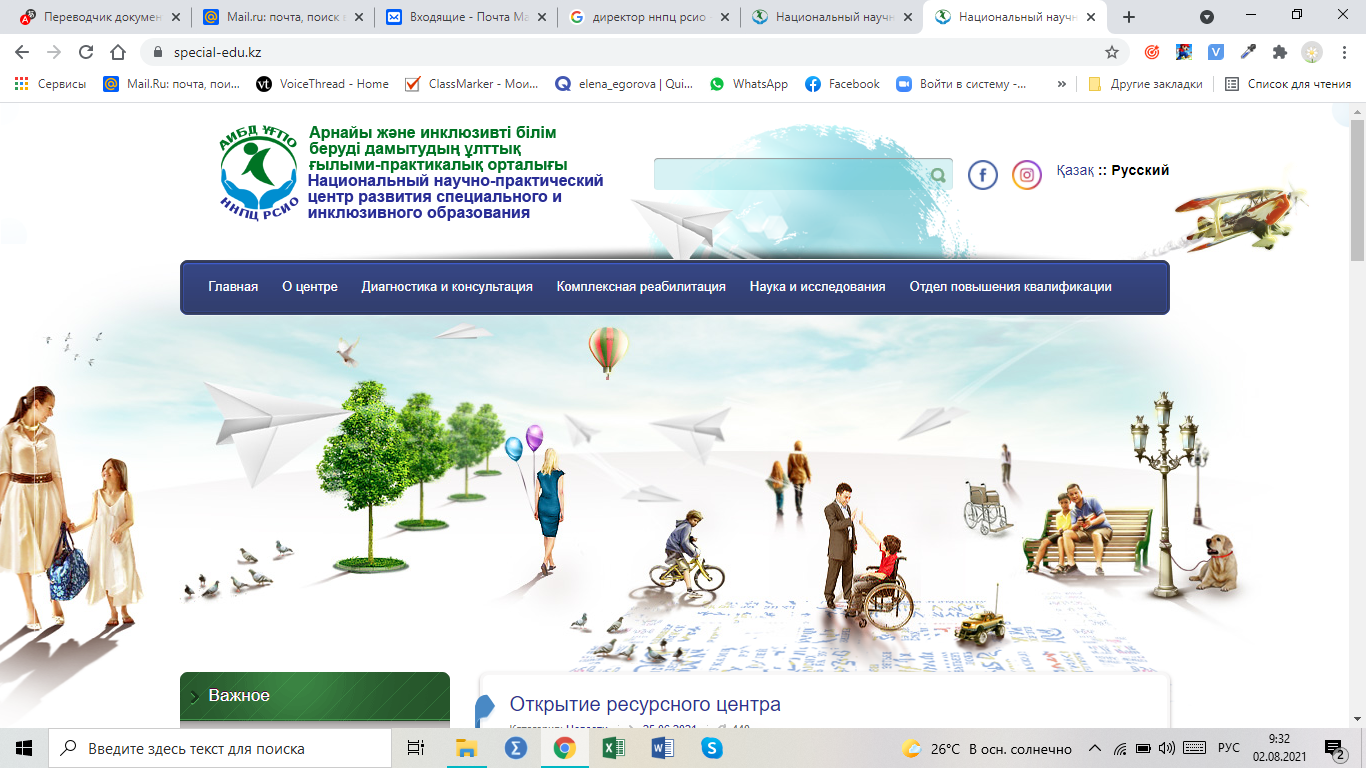 Переводчик докумен
Mail.ru: почта, поиск в
Входящие - Почта Ma
директор ннпц рсио
Национальный научн
Национальный научн
special-edu.kz
Сервисы
Mail.Ru: почта, пои...
VoiceThread - Home
ClassMarker - Мои...
elena_egorova | Qui...
WhatsApp
Facebook
Войти в систему -...
»
Другие закладки
Список для чтения
АИБД ҰҒПО
ННПЦ РСИО
Арнайы және инклюзивті білім
беруді дамытудың ұлттық
ғылыми-практикалық орталығы
Национальный научно-практический
центр развития специального и
инклюзивного образования
Қазақ :: Русский
Главная
О центре
Диагностика и консультация
Комплексная реабилитация
Наука и исследования
Отдел повышения квалификации
Важное
Открытие ресурсного центра
Введите здесь текст для поиска
26°C В осн. солнечно
РУС
9:32
02.08.2021
2